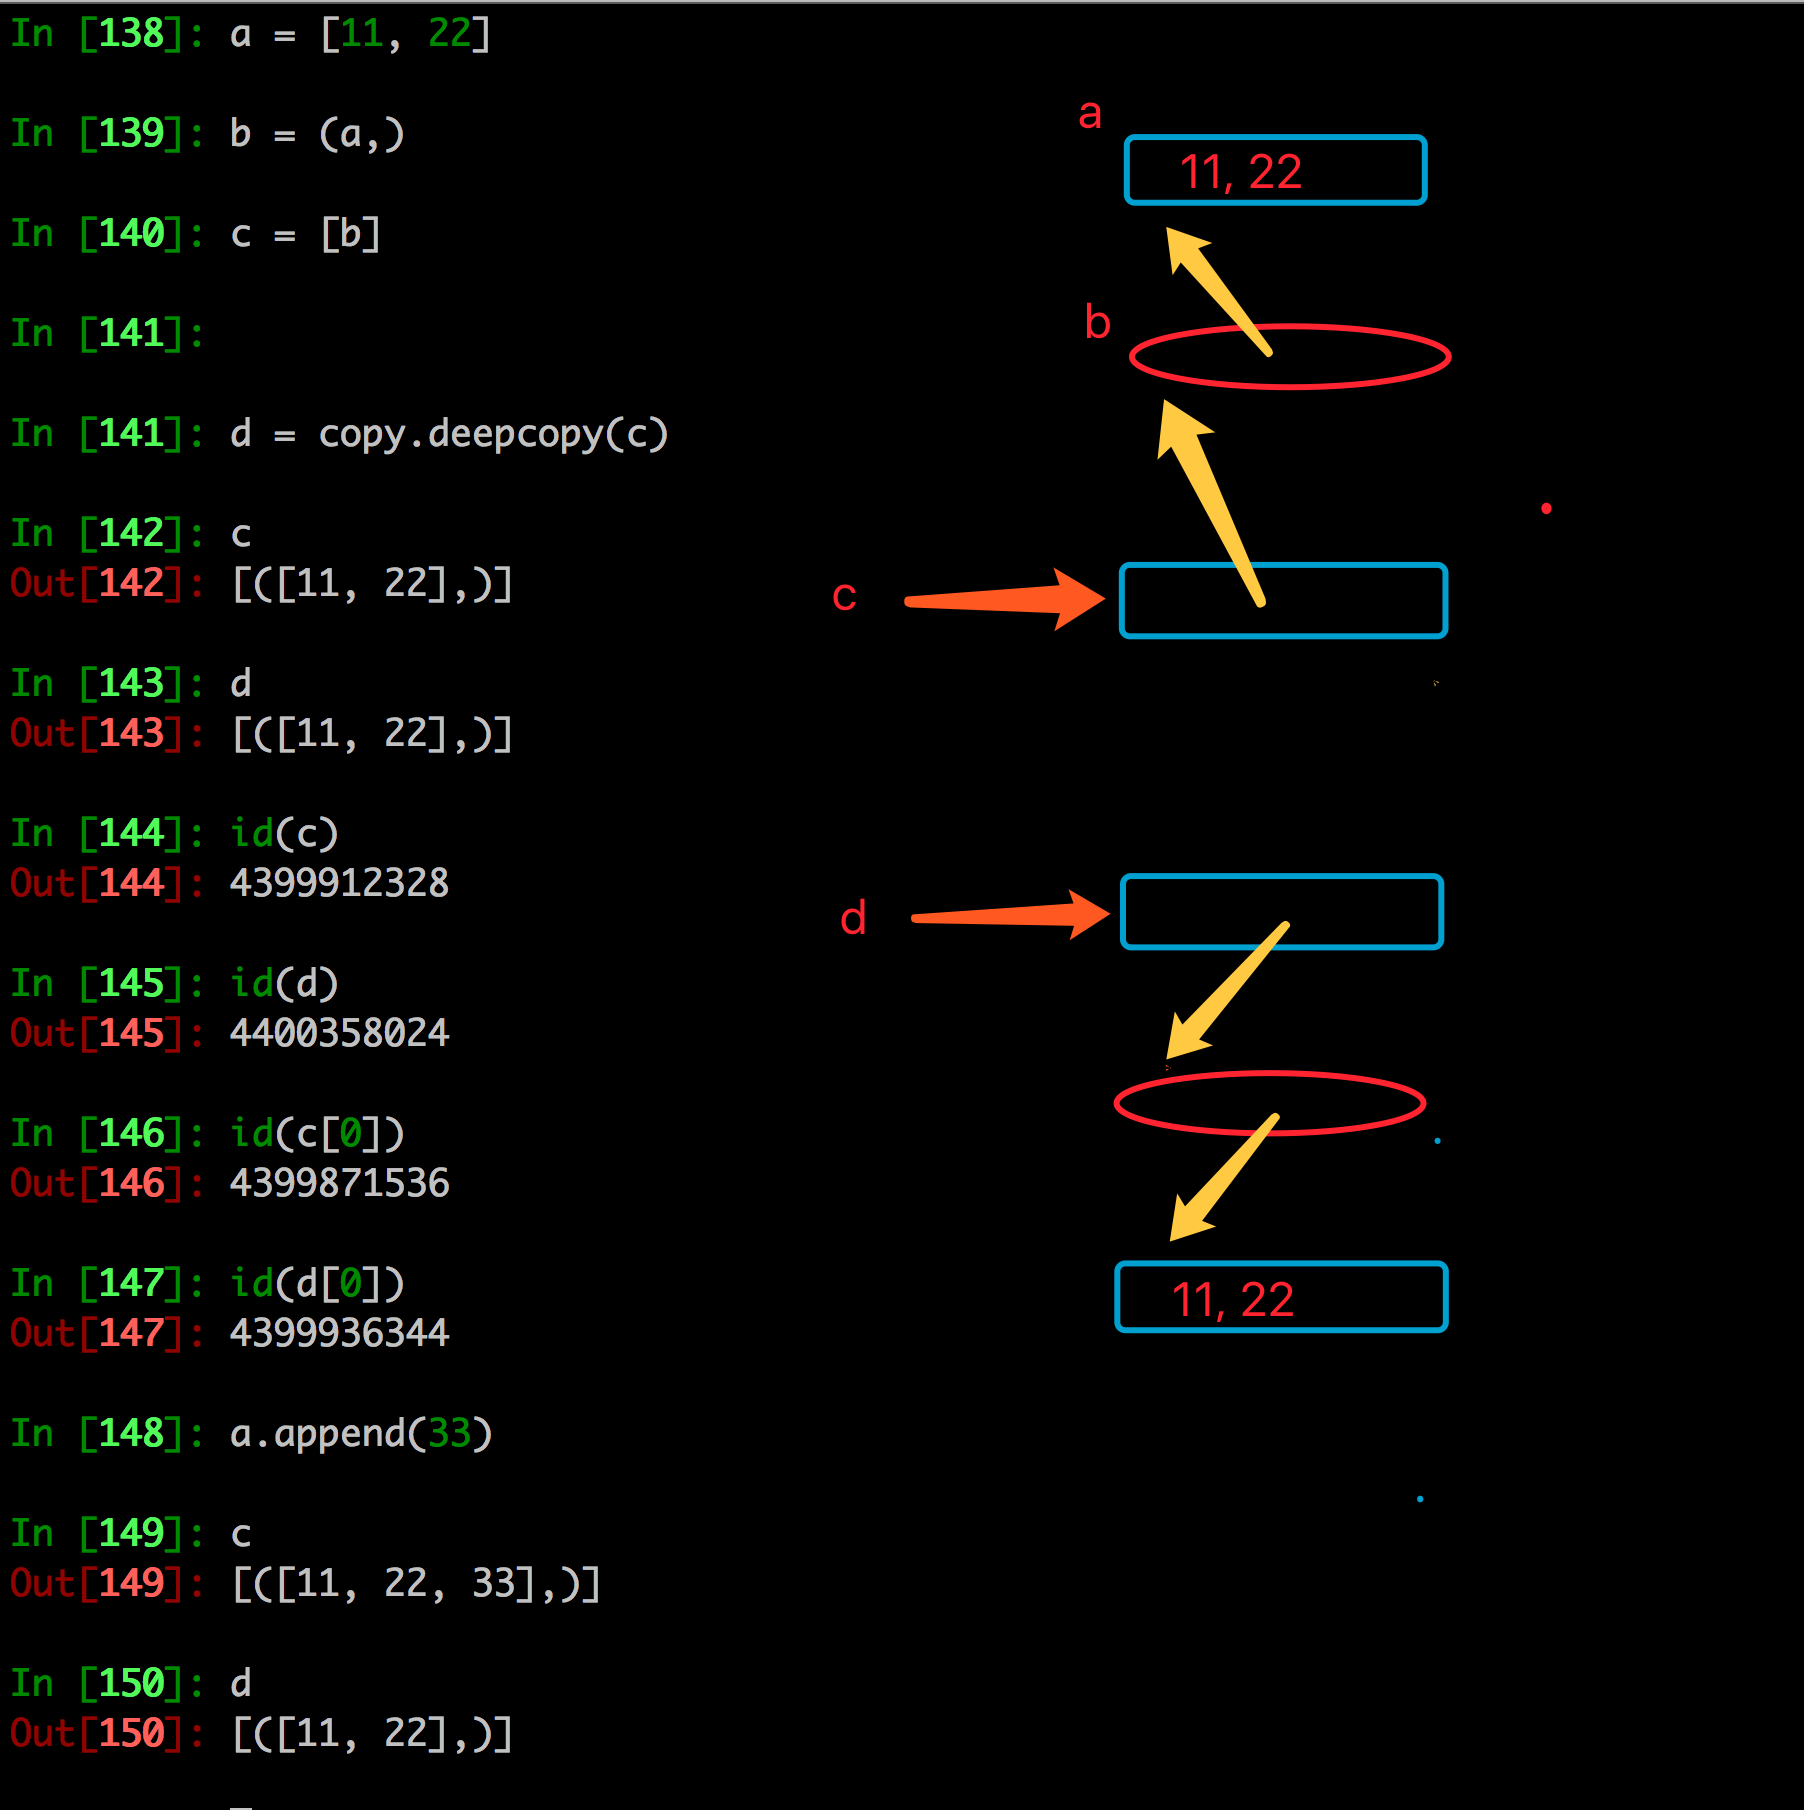 In [138]: a = [11, 22]
In [139]: b = (a,)
In [140]: c = [b]
In [141]:
In [141]: d = copy.deepcopy(c)
In [142]: c
Out[142]: [([11, 22],)]
In [143]: d
Out[143]: [([11, 22],)]
In [144]: id(c)
Out[144]: 4399912328
In [145]: id(d)
Out[145]: 4400358024
In [146]: id(c[0])
Out[146]: 4399871536
In [147]: id(d[0])
Out[147]: 4399936344
In [148]: a.append(33)
In [149]: c
Out[149]: [([11, 22, 33],)]
In [150]: d
Out[150]: [([11, 22],)]
a
11, 22
b
c
d
11, 22